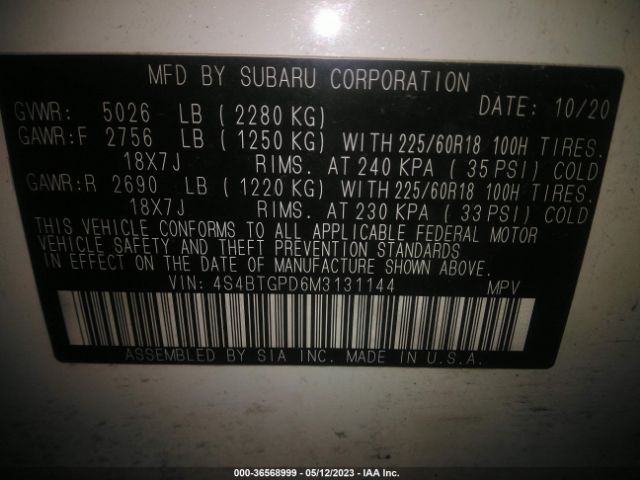 MFD BY SUBARU CORPORATION
GVWR: 5026 LB (2280 KG) DATE: 10/20
GAWR:F 2756 LB (1250 KG) WITH 225/60R18 100H TIRES.
18X7J RIMS. AT 240 KPA (35 PSI) COLD
GAWR:R 2690 LB (1220 KG) WITH 225/60R18 100H TIRES.
18X7J RIMS. AT 230 KPA (33 PSI) COLD
THIS VEHICLE CONFORMS TO ALL APPLICABLE FEDERAL MOTOR
VEHICLE SAFETY AND THEFT PREVENTION STANDARDS
IN EFFECT ON THE DATE OF MANUFACTURE SHOWN ABOVE.
VIN: 4S4BTGPD6M3131144 MPV
ASSEMBLED BY SIA INC. MADE IN U.S.A.
000-36568999 — 05/12/2023 — IAA Inc.